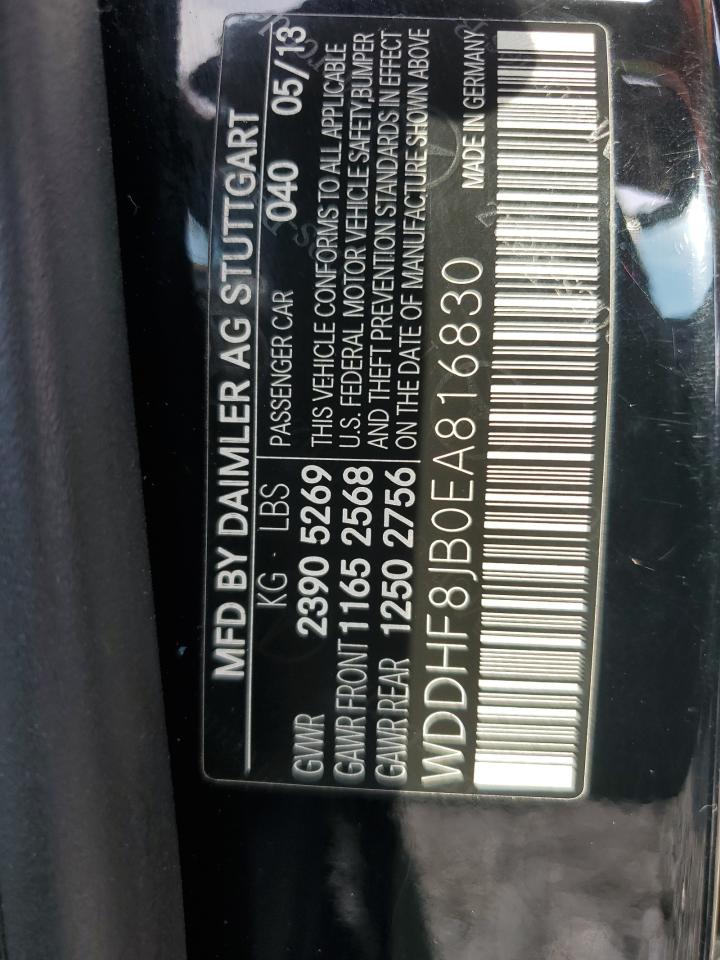 MFD BY DAIMLER AG STUTTGART
KG · LBS
PASSENGER CAR 040 05/13
GVWR 2390 5269
GAWR FRONT 1165 2568
GAWR REAR 1250 2756
THIS VEHICLE CONFORMS TO ALL APPLICABLE
U.S. FEDERAL MOTOR VEHICLE SAFETY,BUMPER
AND THEFT PREVENTION STANDARDS IN EFFECT
ON THE DATE OF MANUFACTURE SHOWN ABOVE
WDDHF8JB0EA816830
MADE IN GERMANY